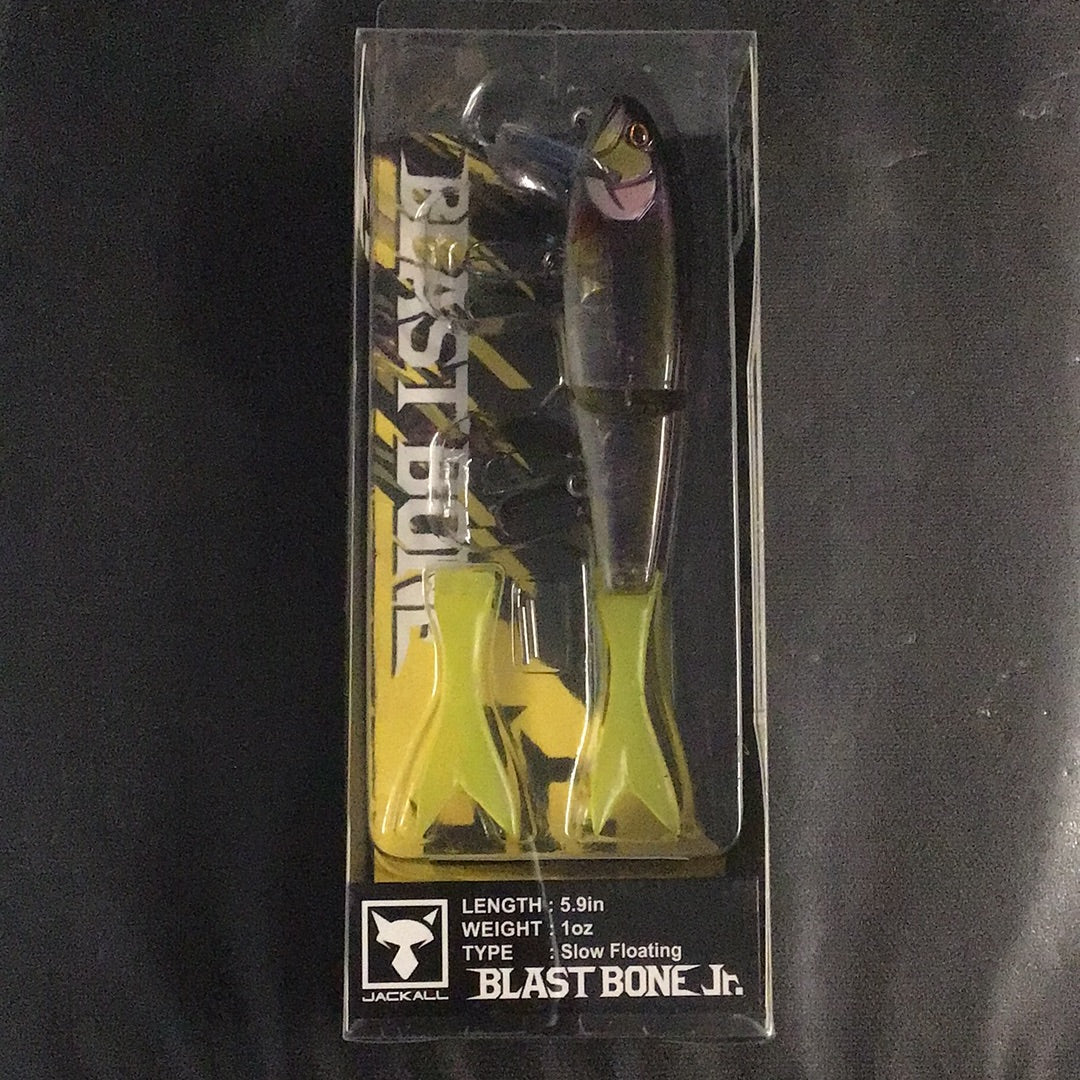 BLAST BONE
LENGTH : 5.9in
WEIGHT : 1oz
TYPE : Slow Floating
JACKALL
BLAST BONE Jr.